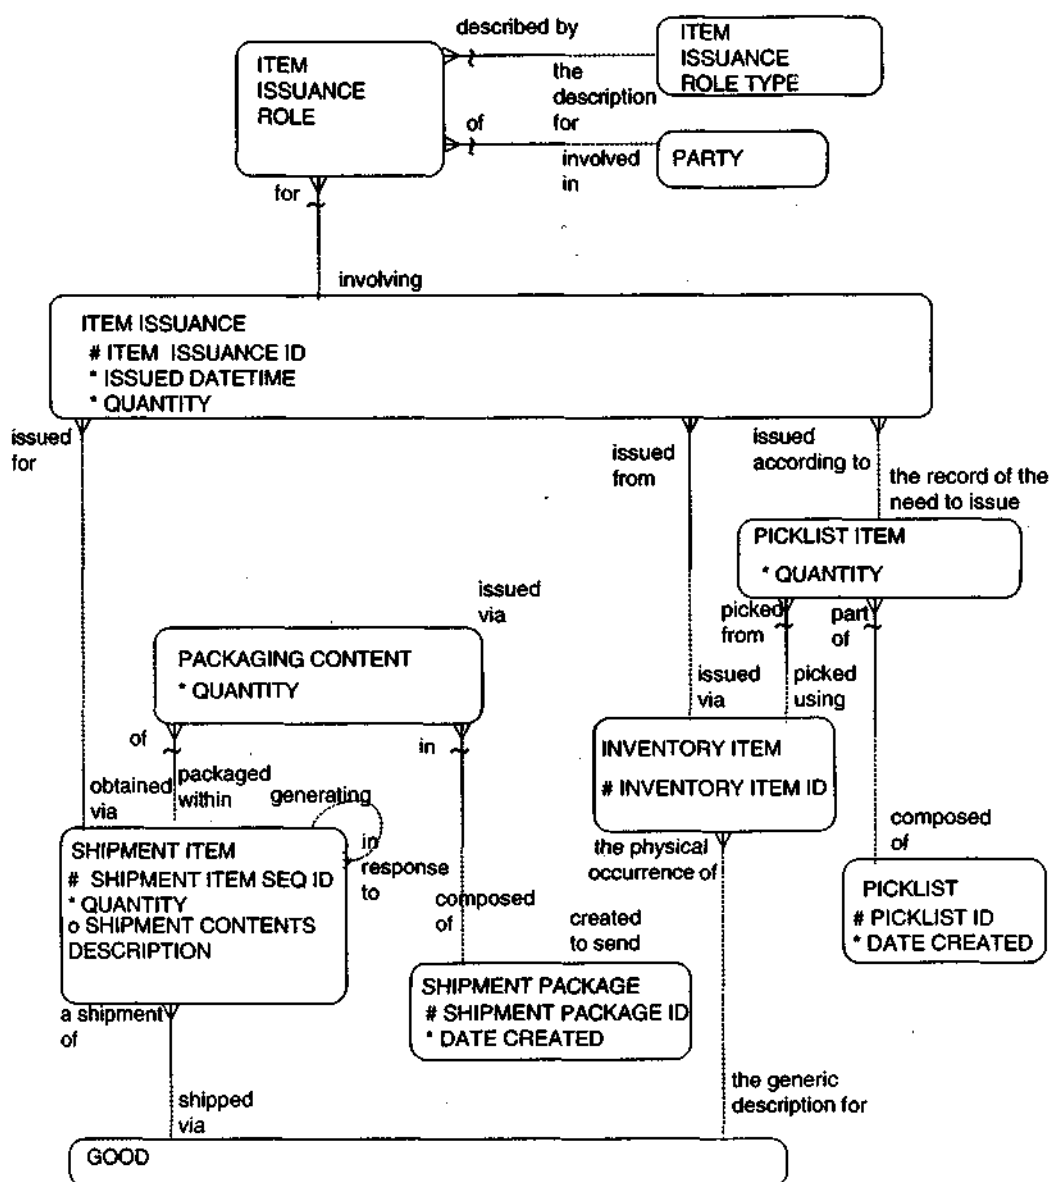 described by
ITEM
ISSUANCE
ROLE TYPE
ITEM
ISSUANCE
ROLE
the
description
for
of
involved
in
PARTY
for
involving
ITEM ISSUANCE
# ITEM ISSUANCE ID
* ISSUED DATETIME
* QUANTITY
issued
for
issued
from
issued
according to
the record of the
need to issue
PICKLIST ITEM
* QUANTITY
issued
via
picked
from
part
of
PACKAGING CONTENT
* QUANTITY
issued
via
picked
using
of
in
INVENTORY ITEM
# INVENTORY ITEM ID
obtained
via
packaged
within
generating
in
response
to
SHIPMENT ITEM
# SHIPMENT ITEM SEQ ID
* QUANTITY
o SHIPMENT CONTENTS
DESCRIPTION
the physical
occurrence of
composed
of
composed
of
created
to send
PICKLIST
# PICKLIST ID
* DATE CREATED
SHIPMENT PACKAGE
# SHIPMENT PACKAGE ID
* DATE CREATED
a shipment
of
shipped
via
the generic
description for
GOOD